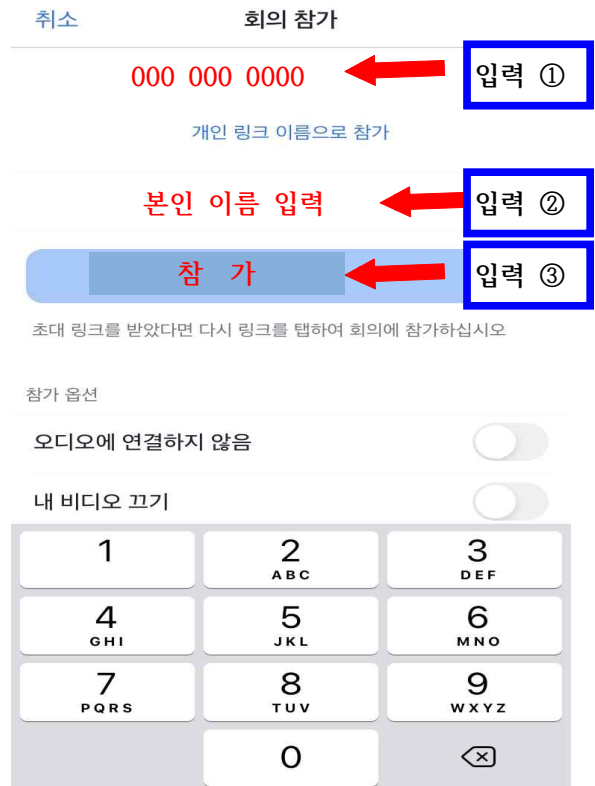 취소 회의 참가
000 000 0000 입력 ①
개인 링크 이름으로 참가
본인 이름 입력 입력 ②
참 가 입력 ③
초대 링크를 받았다면 다시 링크를 탭하여 회의에 참가하십시오
참가 옵션
오디오에 연결하지 않음
내 비디오 끄기
1 2 3
ABC DEF
4 5 6
GHI JKL MNO
7 8 9
PQRS TUV WXYZ
0